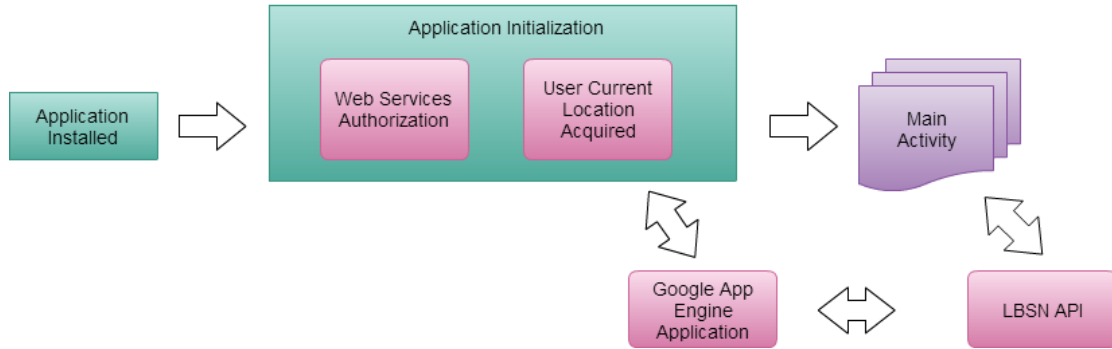 Application Initialization
Web Services
Authorization
User Current
Location
Acquired
Application
Installed
Main
Activity
Google App
Engine
Application
LBSN API